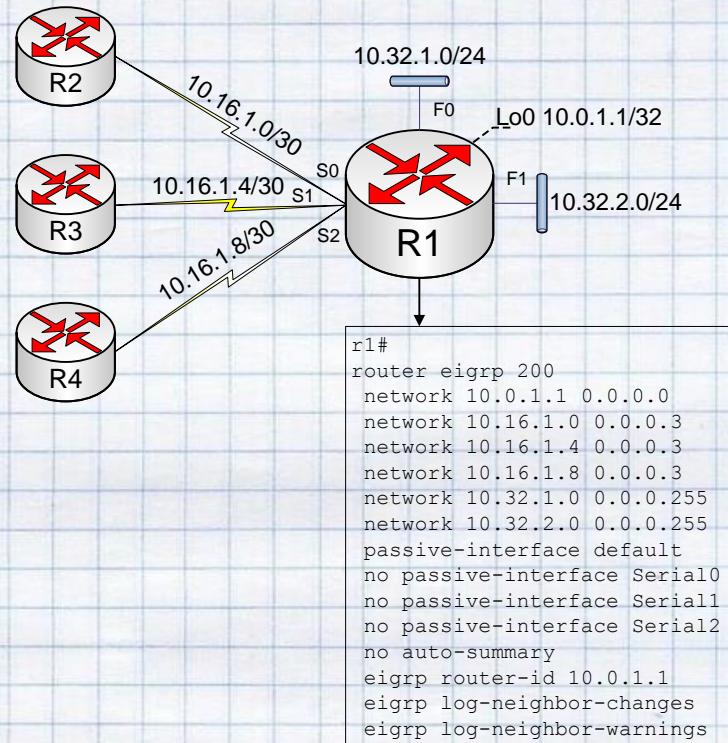 R2
R3
R4
10.16.1.0/30
10.16.1.4/30
10.16.1.8/30
S0
S1
S2
10.32.1.0/24
F0
Lo0 10.0.1.1/32
F1
10.32.2.0/24
R1
r1#
router eigrp 200
network 10.0.1.1 0.0.0.0
network 10.16.1.0 0.0.0.3
network 10.16.1.4 0.0.0.3
network 10.16.1.8 0.0.0.3
network 10.32.1.0 0.0.0.255
network 10.32.2.0 0.0.0.255
passive-interface default
no passive-interface Serial0
no passive-interface Serial1
no passive-interface Serial2
no auto-summary
eigrp router-id 10.0.1.1
eigrp log-neighbor-changes
eigrp log-neighbor-warnings